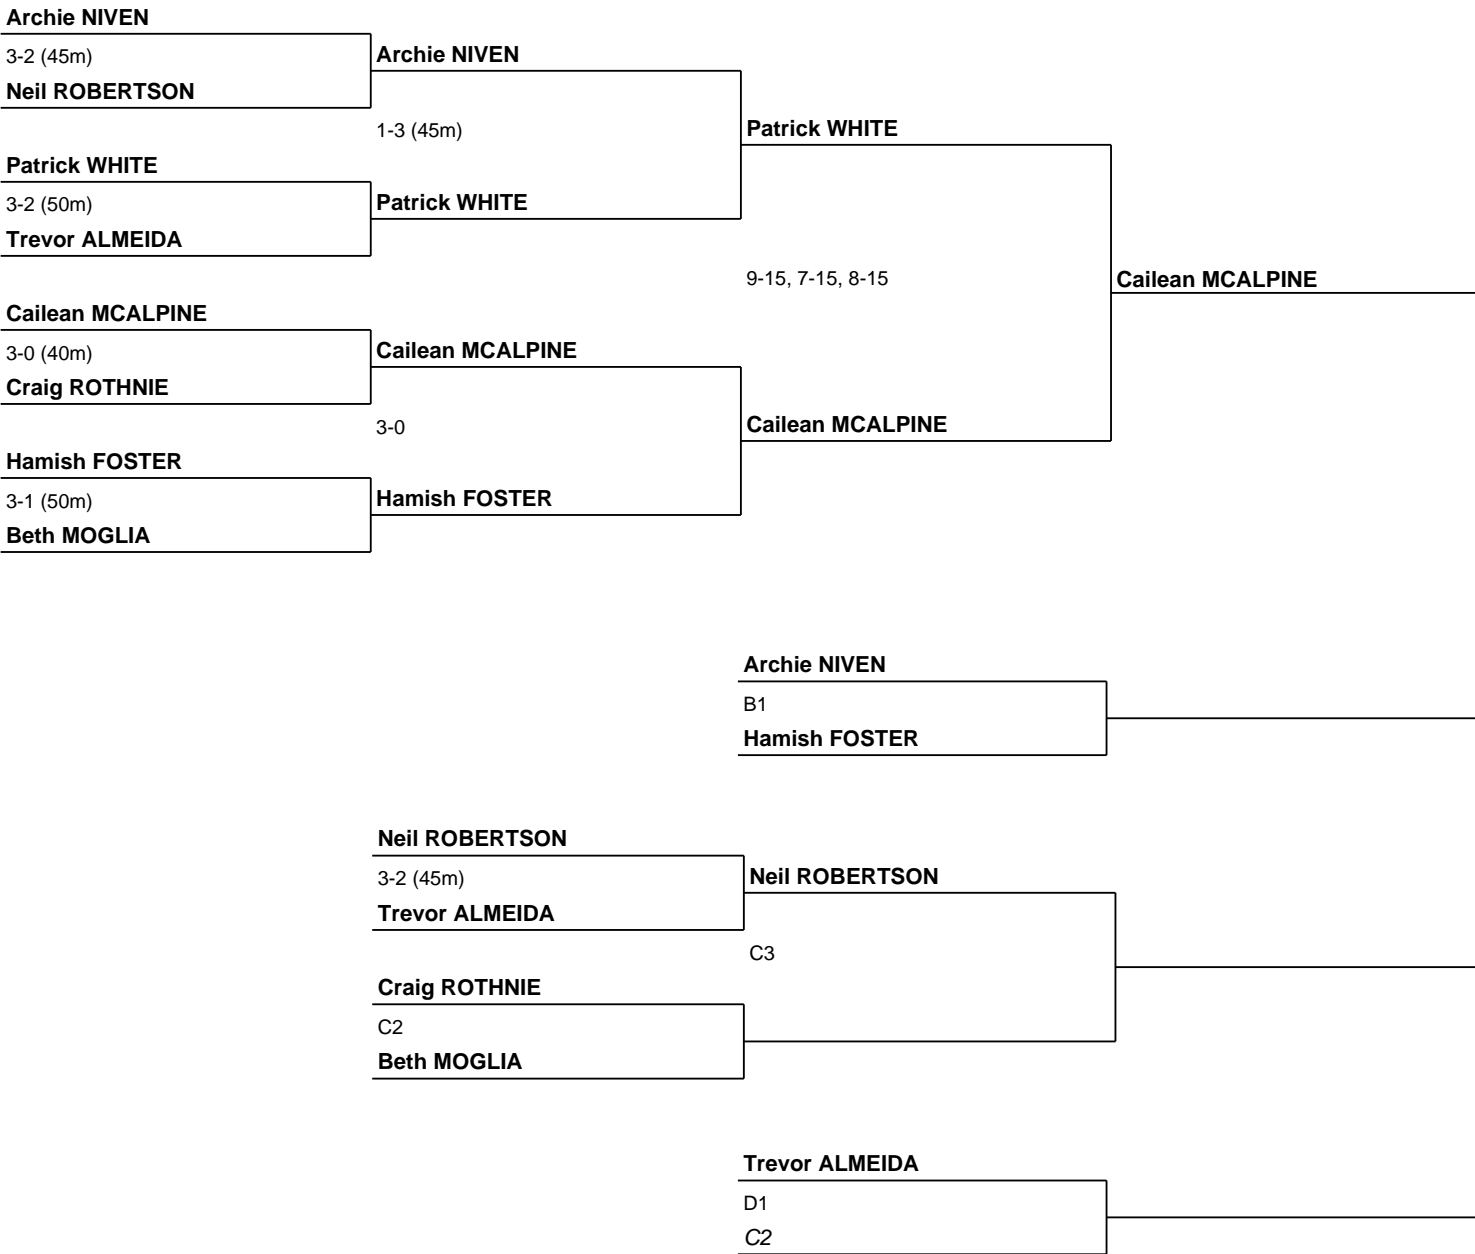 Archie NIVEN
3-2 (45m)
Archie NIVEN
Neil ROBERTSON
1-3 (45m)
Patrick WHITE
Patrick WHITE
3-2 (50m)
Patrick WHITE
Trevor ALMEIDA
9-15, 7-15, 8-15
Cailean MCALPINE
Cailean MCALPINE
3-0 (40m)
Cailean MCALPINE
Craig ROTHNIE
3-0
Cailean MCALPINE
Hamish FOSTER
3-1 (50m)
Hamish FOSTER
Beth MOGLIA
Archie NIVEN
B1
Hamish FOSTER
Neil ROBERTSON
3-2 (45m)
Neil ROBERTSON
Trevor ALMEIDA
C3
Craig ROTHNIE
C2
Beth MOGLIA
Trevor ALMEIDA
D1
C2